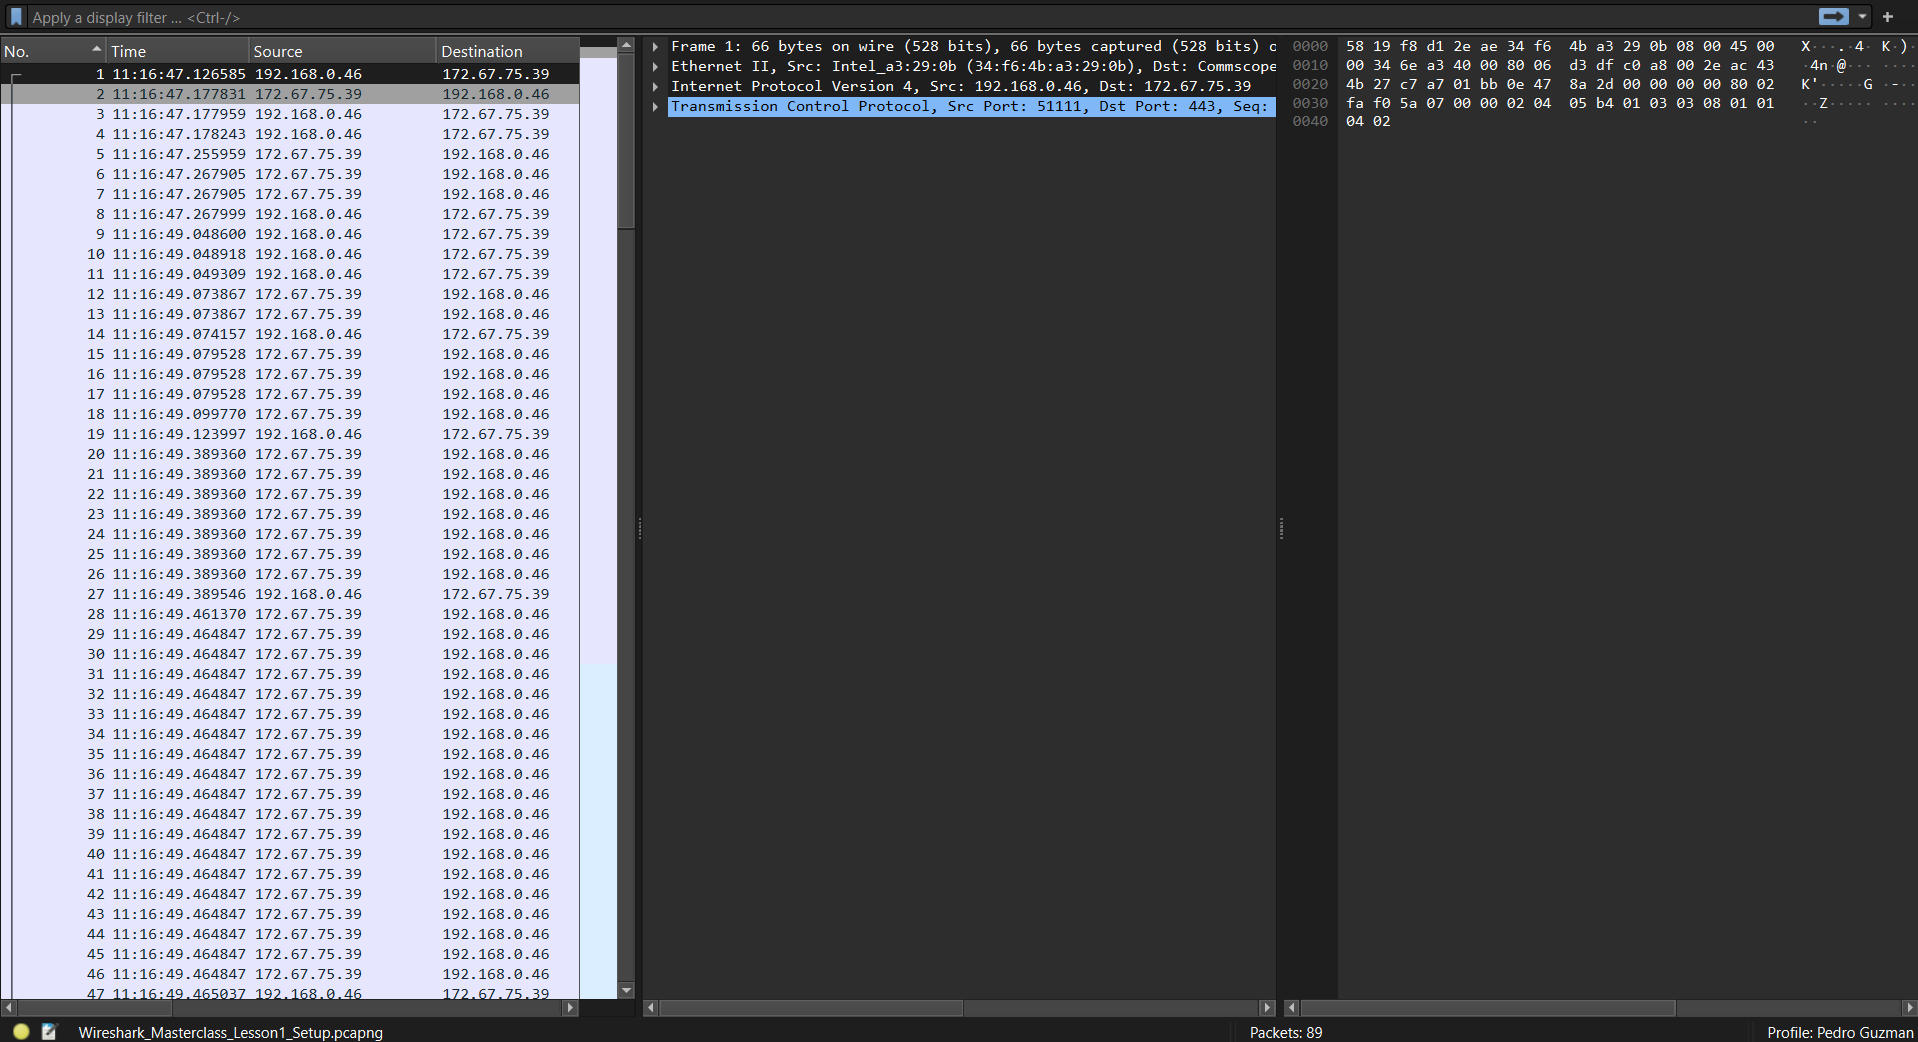 Apply a display filter ... <Ctrl-/>
No. Time Source Destination
1 11:16:47.126585 192.168.0.46 172.67.75.39
2 11:16:47.177831 172.67.75.39 192.168.0.46
3 11:16:47.177959 192.168.0.46 172.67.75.39
4 11:16:47.178243 192.168.0.46 172.67.75.39
5 11:16:47.255959 172.67.75.39 192.168.0.46
6 11:16:47.267905 172.67.75.39 192.168.0.46
7 11:16:47.267905 172.67.75.39 192.168.0.46
8 11:16:47.267999 192.168.0.46 172.67.75.39
9 11:16:49.048600 192.168.0.46 172.67.75.39
10 11:16:49.048918 192.168.0.46 172.67.75.39
11 11:16:49.049309 192.168.0.46 172.67.75.39
12 11:16:49.073867 172.67.75.39 192.168.0.46
13 11:16:49.073867 172.67.75.39 192.168.0.46
14 11:16:49.074157 192.168.0.46 172.67.75.39
15 11:16:49.079528 172.67.75.39 192.168.0.46
16 11:16:49.079528 172.67.75.39 192.168.0.46
17 11:16:49.079528 172.67.75.39 192.168.0.46
18 11:16:49.099770 172.67.75.39 192.168.0.46
19 11:16:49.123997 192.168.0.46 172.67.75.39
20 11:16:49.389360 172.67.75.39 192.168.0.46
21 11:16:49.389360 172.67.75.39 192.168.0.46
22 11:16:49.389360 172.67.75.39 192.168.0.46
23 11:16:49.389360 172.67.75.39 192.168.0.46
24 11:16:49.389360 172.67.75.39 192.168.0.46
25 11:16:49.389360 172.67.75.39 192.168.0.46
26 11:16:49.389360 172.67.75.39 192.168.0.46
27 11:16:49.389546 192.168.0.46 172.67.75.39
28 11:16:49.461370 172.67.75.39 192.168.0.46
29 11:16:49.464847 172.67.75.39 192.168.0.46
30 11:16:49.464847 172.67.75.39 192.168.0.46
31 11:16:49.464847 172.67.75.39 192.168.0.46
32 11:16:49.464847 172.67.75.39 192.168.0.46
33 11:16:49.464847 172.67.75.39 192.168.0.46
34 11:16:49.464847 172.67.75.39 192.168.0.46
35 11:16:49.464847 172.67.75.39 192.168.0.46
36 11:16:49.464847 172.67.75.39 192.168.0.46
37 11:16:49.464847 172.67.75.39 192.168.0.46
38 11:16:49.464847 172.67.75.39 192.168.0.46
39 11:16:49.464847 172.67.75.39 192.168.0.46
40 11:16:49.464847 172.67.75.39 192.168.0.46
41 11:16:49.464847 172.67.75.39 192.168.0.46
42 11:16:49.464847 172.67.75.39 192.168.0.46
43 11:16:49.464847 172.67.75.39 192.168.0.46
44 11:16:49.464847 172.67.75.39 192.168.0.46
45 11:16:49.464847 172.67.75.39 192.168.0.46
46 11:16:49.464847 172.67.75.39 192.168.0.46
47 11:16:49.465037 192.168.0.46 172.67.75.39
Frame 1: 66 bytes on wire (528 bits), 66 bytes captured (528 bits) o
Ethernet II, Src: Intel_a3:29:0b (34:f6:4b:a3:29:0b), Dst: Commscope
Internet Protocol Version 4, Src: 192.168.0.46, Dst: 172.67.75.39
Transmission Control Protocol, Src Port: 51111, Dst Port: 443, Seq:
0000 58 19 f8 d1 2e ae 34 f6 4b a3 29 0b 08 00 45 00 X···.·4· K·)·
0010 00 34 6e a3 40 00 80 06 d3 df c0 a8 00 2e ac 43 ·4n·@··· ····
0020 4b 27 c7 a7 01 bb 0e 47 8a 2d 00 00 00 00 80 02 K'·····G ·-··
0030 fa f0 5a 07 00 00 02 04 05 b4 01 03 03 08 01 01 ··Z····· ····
0040 04 02 ··
Wireshark_Masterclass_Lesson1_Setup.pcapng
Packets: 89
Profile: Pedro Guzman